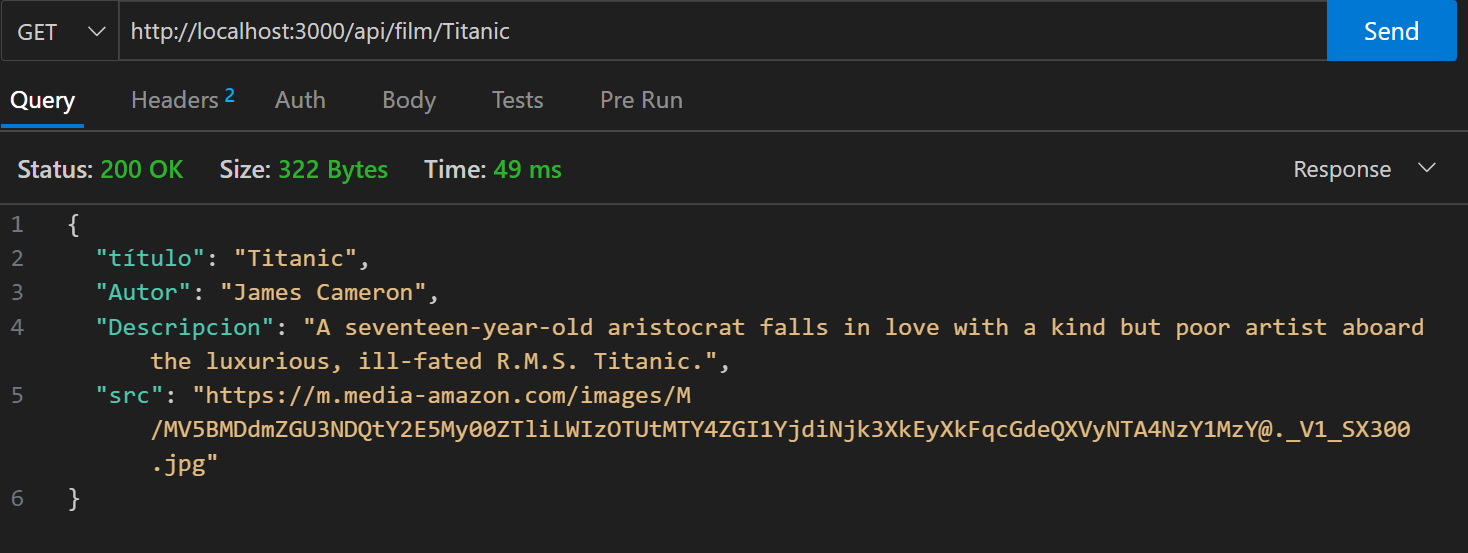 GET http://localhost:3000/api/film/Titanic Send
Query Headers 2 Auth Body Tests Pre Run
Status: 200 OK Size: 322 Bytes Time: 49 ms Response
1 {
2 "título": "Titanic",
3 "Autor": "James Cameron",
4 "Descripcion": "A seventeen-year-old aristocrat falls in love with a kind but poor artist aboard
the luxurious, ill-fated R.M.S. Titanic.",
5 "src": "https://m.media-amazon.com/images/M
/MV5BMDdmZGU3NDQtY2E5My00ZTliLWIzOTUtMTY4ZGI1YjdiNjk3XkEyXkFqcGdeQXVyNTA4NzY1MzY@._V1_SX300
.jpg"
6 }